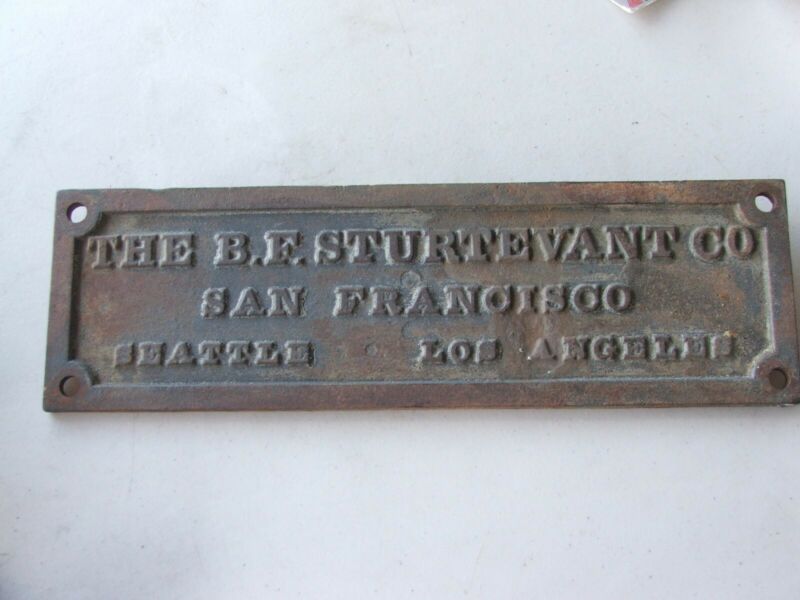 THE B.F. STURTEVANT CO
SAN FRANCISCO
SEATTLE LOS ANGELES